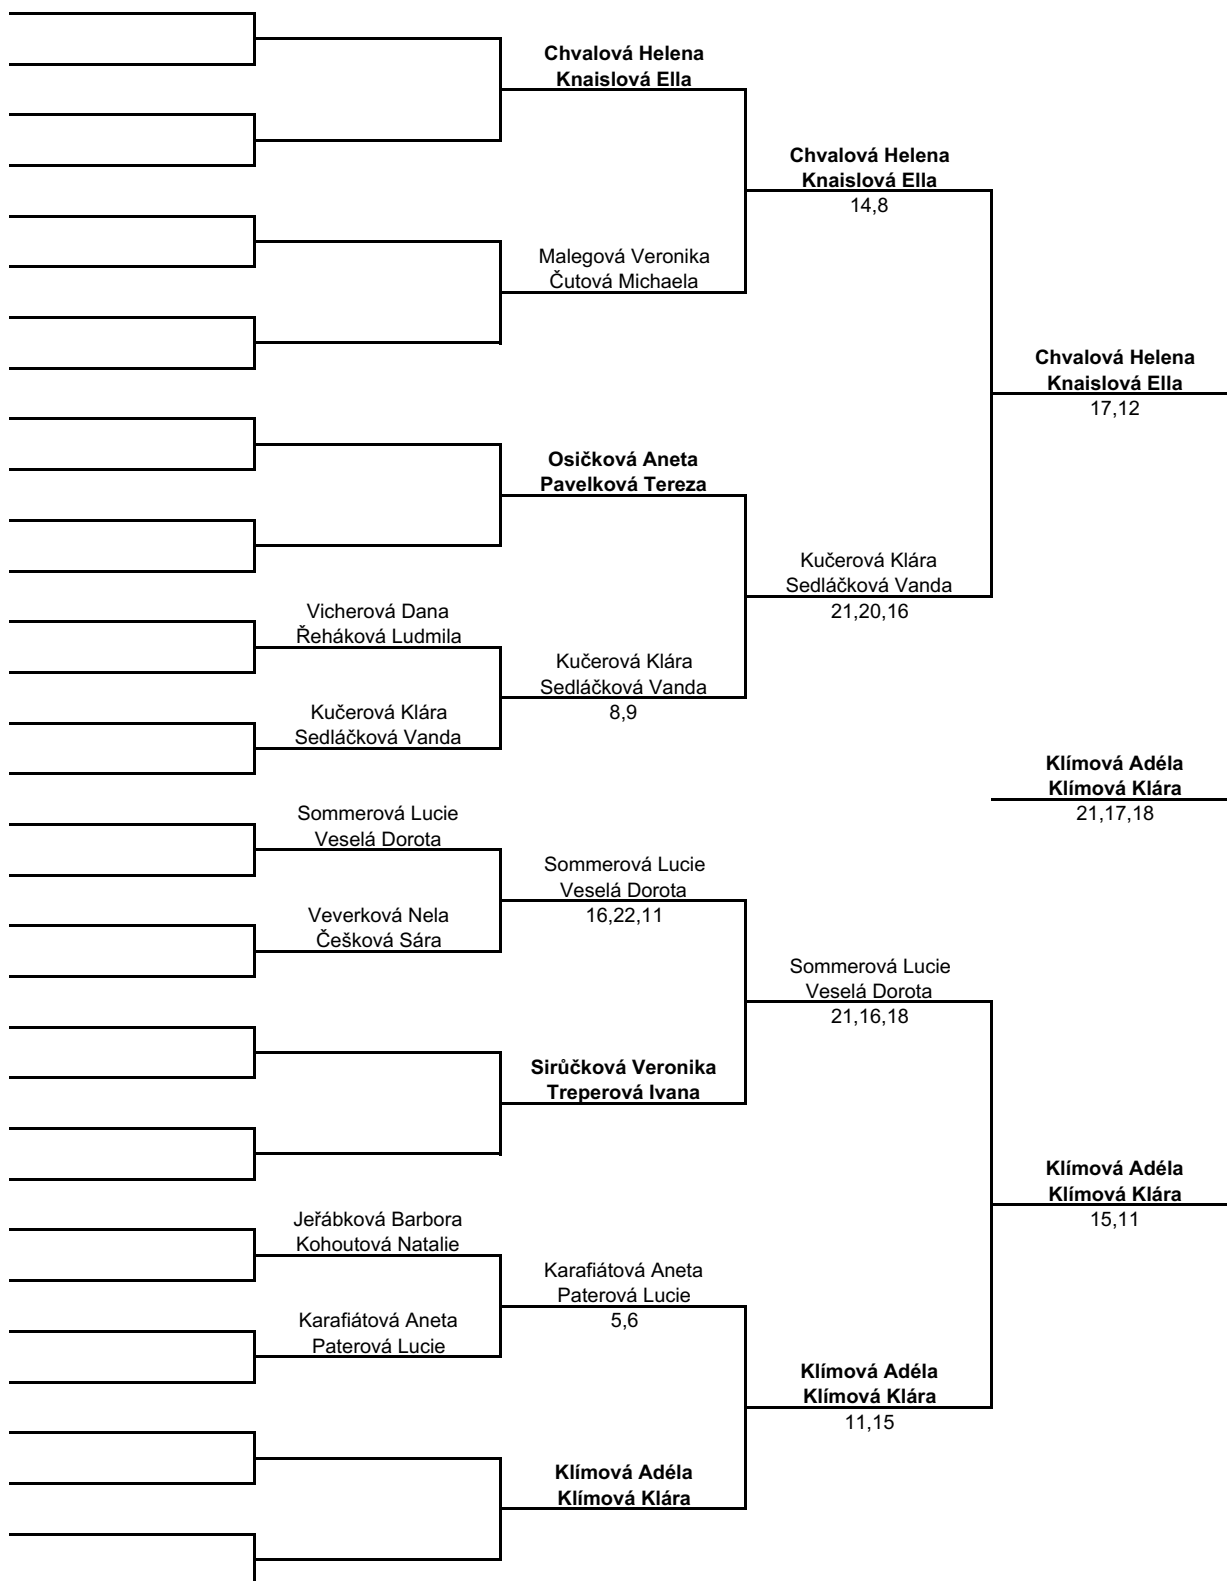 Chvalová Helena
Knaislová Ella
Chvalová Helena
Knaislová Ella
14,8
Malegová Veronika
Čutová Michaela
Chvalová Helena
Knaislová Ella
17,12
Osičková Aneta
Pavelková Tereza
Kučerová Klára
Sedláčková Vanda
21,20,16
Vicherová Dana
Řeháková Ludmila
Kučerová Klára
Sedláčková Vanda
8,9
Kučerová Klára
Sedláčková Vanda
Klímová Adéla
Klímová Klára
21,17,18
Sommerová Lucie
Veselá Dorota
Sommerová Lucie
Veselá Dorota
16,22,11
Veverková Nela
Češková Sára
Sommerová Lucie
Veselá Dorota
21,16,18
Sirůčková Veronika
Treperová Ivana
Klímová Adéla
Klímová Klára
15,11
Jeřábková Barbora
Kohoutová Natalie
Karafiátová Aneta
Paterová Lucie
5,6
Karafiátová Aneta
Paterová Lucie
Klímová Adéla
Klímová Klára
11,15
Klímová Adéla
Klímová Klára